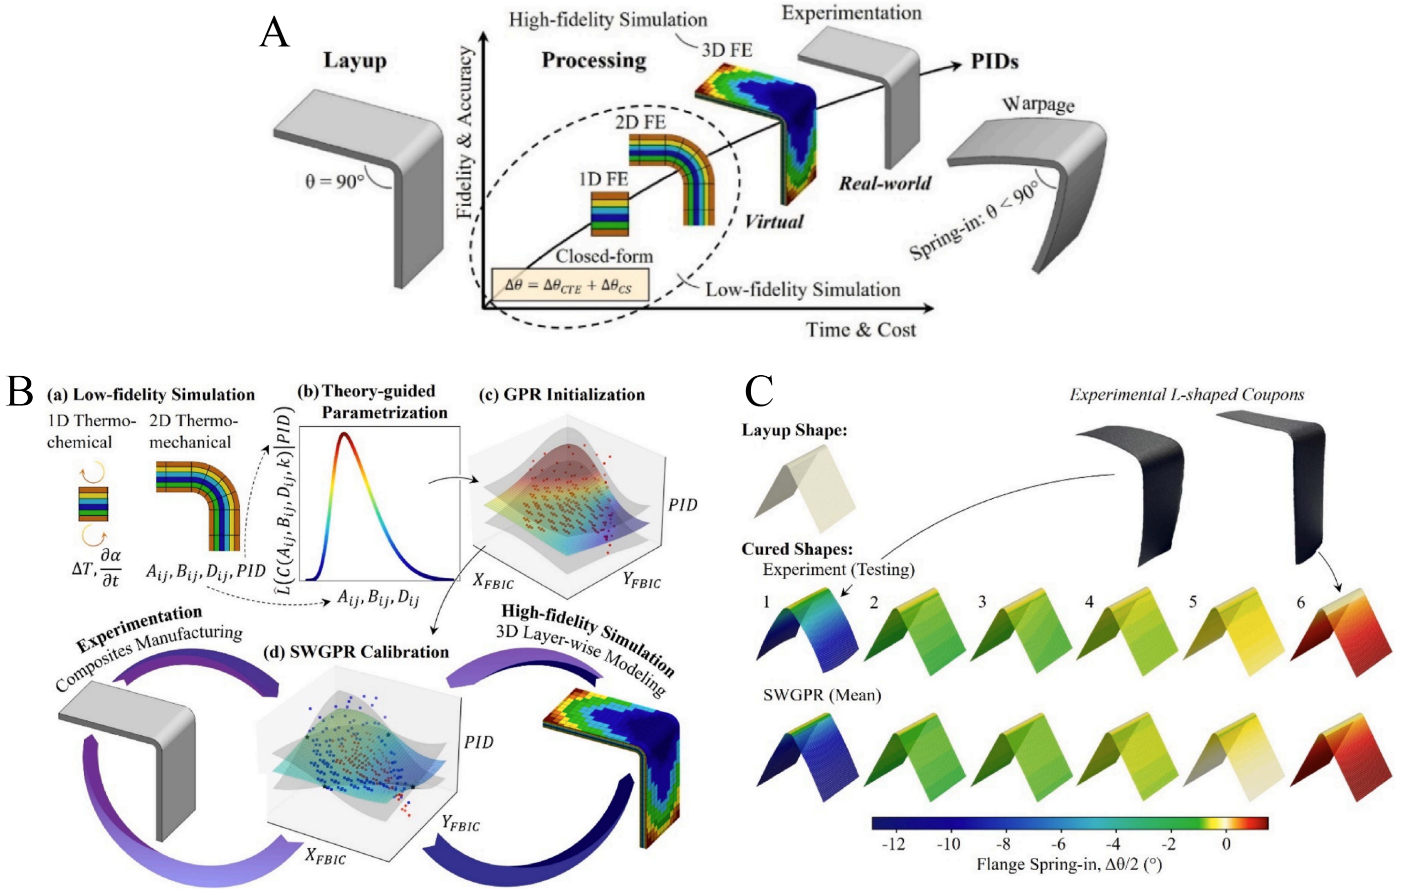 A
Layup
θ = 90°
Fidelity & Accuracy
Processing
High-fidelity Simulation
3D FE
Experimentation
PIDs
2D FE
1D FE
Virtual
Real-world
Closed-form
Δθ = Δθ_CTE + Δθ_CS
Low-fidelity Simulation
Time & Cost
Warpage
Spring-in: θ < 90°
B
(a) Low-fidelity Simulation
1D Thermo-
chemical
2D Thermo-
mechanical
ΔT, ∂α/∂t
A_ij, B_ij, D_ij, PID
(b) Theory-guided
Parametrization
L̂(C(A_ij, B_ij, D_ij, k)|PID)
A_ij, B_ij, D_ij
(c) GPR Initialization
PID
X_FBIC
Y_FBIC
Experimentation
Composites Manufacturing
(d) SWGPR Calibration
PID
Y_FBIC
X_FBIC
High-fidelity Simulation
3D Layer-wise Modeling
C
Experimental L-shaped Coupons
Layup Shape:
Cured Shapes:
Experiment (Testing)
1 2 3 4 5 6
SWGPR (Mean)
-12 -10 -8 -6 -4 -2 0
Flange Spring-in, Δθ/2 (°)